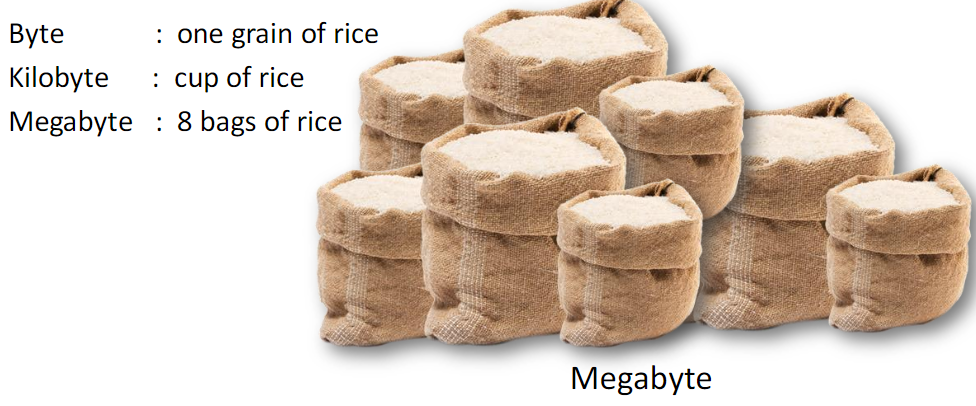 Byte : one grain of rice
Kilobyte : cup of rice
Megabyte : 8 bags of rice
Megabyte